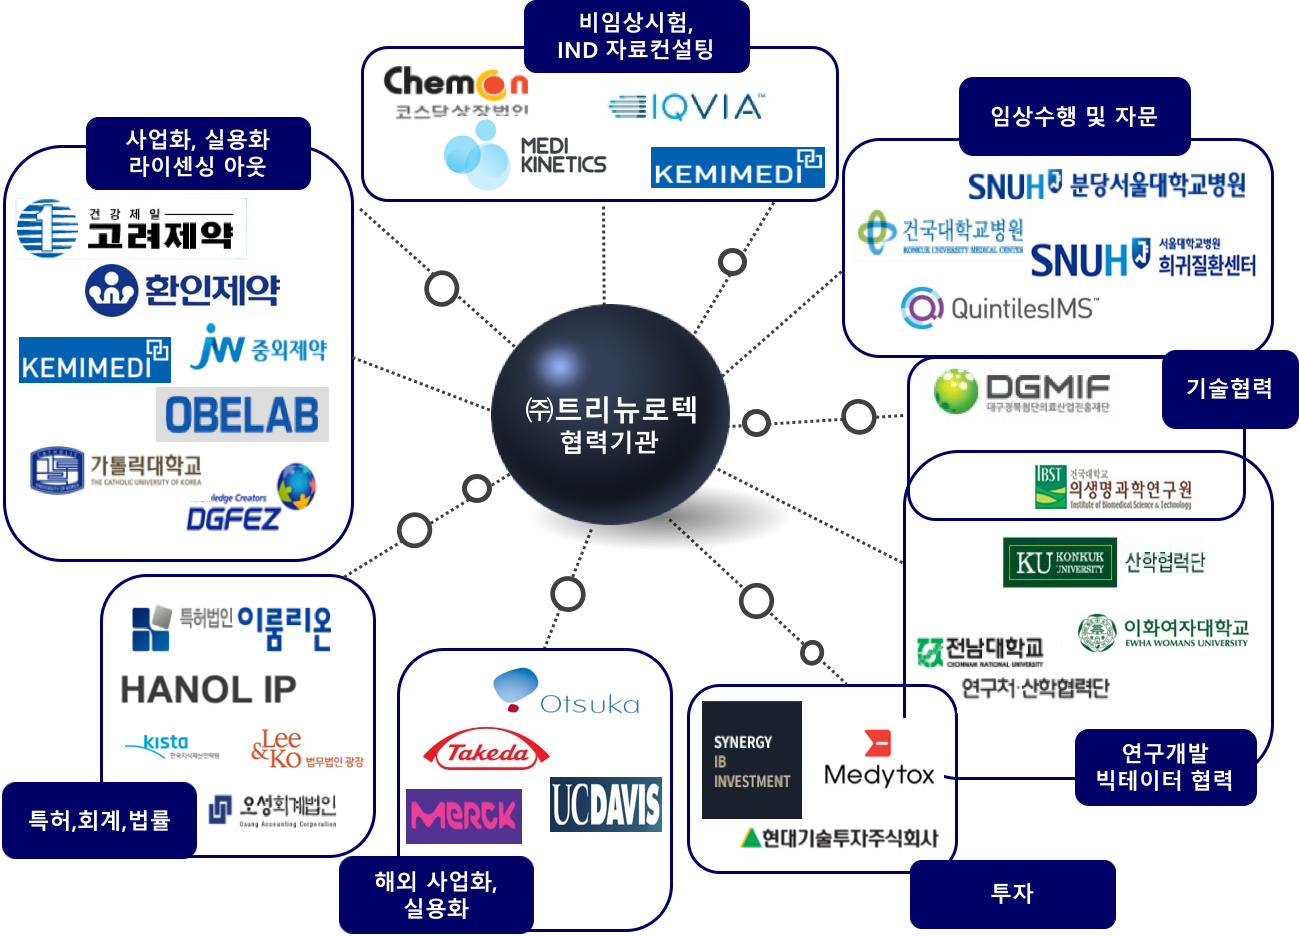 비임상시험,
IND 자료컨설팅
ChemOn
코스닥상장법인
IQVIA™
MEDI
KINETICS
KEMIMEDI
임상수행 및 자문
SNUH 분당서울대학교병원
건국대학교병원
KONKUK UNIVERSITY MEDICAL CENTER
SNUH 서울대학교병원
희귀질환센터
QuintilesIMS™
사업화, 실용화
라이센싱 아웃
1
건강제일
고려제약
환인제약
KEMIMEDI
jw 중외제약
OBELAB
가톨릭대학교
THE CATHOLIC UNIVERSITY OF KOREA
ledge Creators
DGFEZ
㈜트리뉴로텍
협력기관
기술협력
DGMIF
대구경북첨단의료산업진흥재단
IBST
건국대학교
의생명과학연구원
Institute of Biomedical Science & Technology
KU KONKUK
UNIVERSITY
산학협력단
이화여자대학교
EWHA WOMANS UNIVERSITY
전남대학교
CHONNAM NATIONAL UNIVERSITY
연구처·산학협력단
연구개발
빅테이터 협력
특허법인 이룸리온
HANOL IP
kista
한국지식재산전략원
Lee
&Ko 법무법인 광장
오성회계법인
Osung Accounting Corporation
특허,회계,법률
Otsuka
Takeda
MERCK
UCDAVIS
해외 사업화,
실용화
SYNERGY
IB
INVESTMENT
Medytox
현대기술투자주식회사
투자